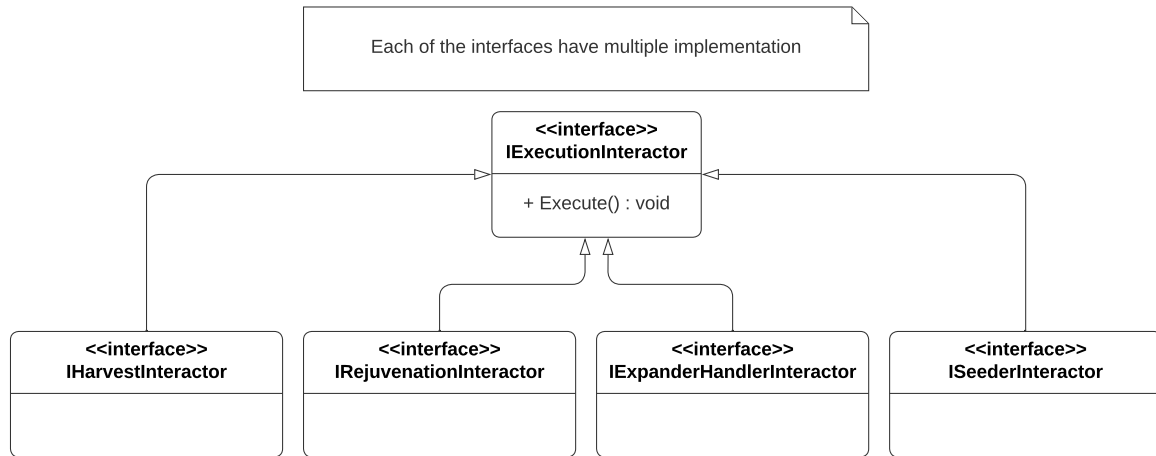 Each of the interfaces have multiple implementation
<<interface>>
IExecutionInteractor
+ Execute() : void
<<interface>>
IHarvestInteractor
<<interface>>
IRejuvenationInteractor
<<interface>>
IExpanderHandlerInteractor
<<interface>>
ISeederInteractor